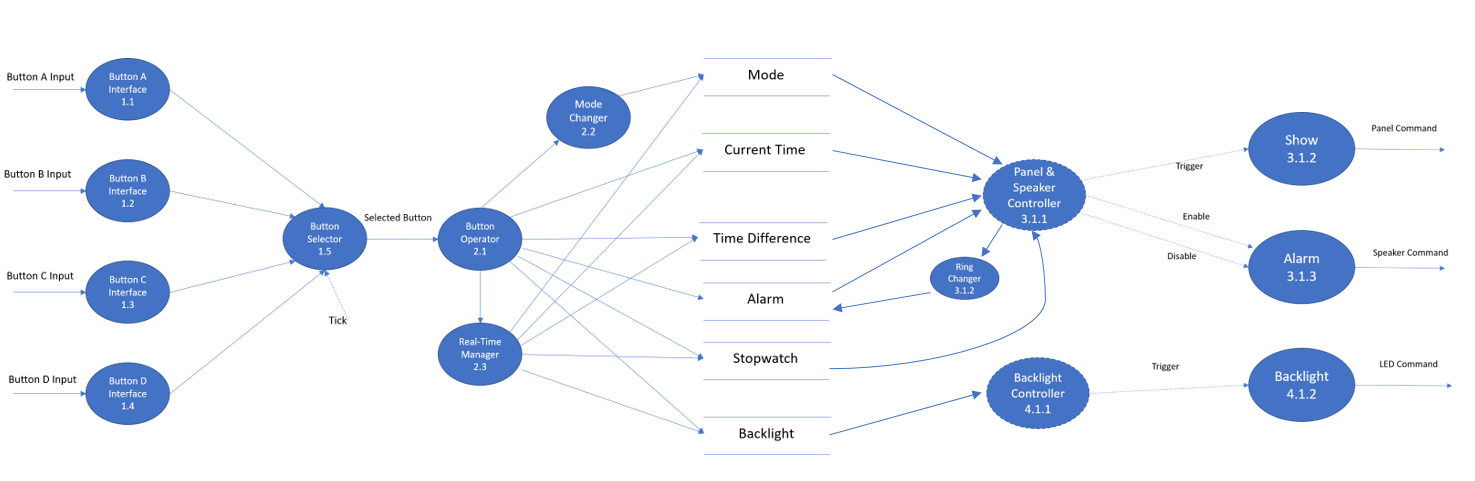 Button A Input
Button A
Interface
1.1
Button B Input
Button B
Interface
1.2
Button C Input
Button C
Interface
1.3
Button D Input
Button D
Interface
1.4
Button
Selector
1.5
Tick
Selected Button
Button
Operator
2.1
Mode
Changer
2.2
Real-Time
Manager
2.3
Mode
Current Time
Time Difference
Alarm
Stopwatch
Backlight
Panel &
Speaker
Controller
3.1.1
Ring
Changer
3.1.2
Backlight
Controller
4.1.1
Trigger
Enable
Disable
Trigger
Show
3.1.2
Panel Command
Alarm
3.1.3
Speaker Command
Backlight
4.1.2
LED Command